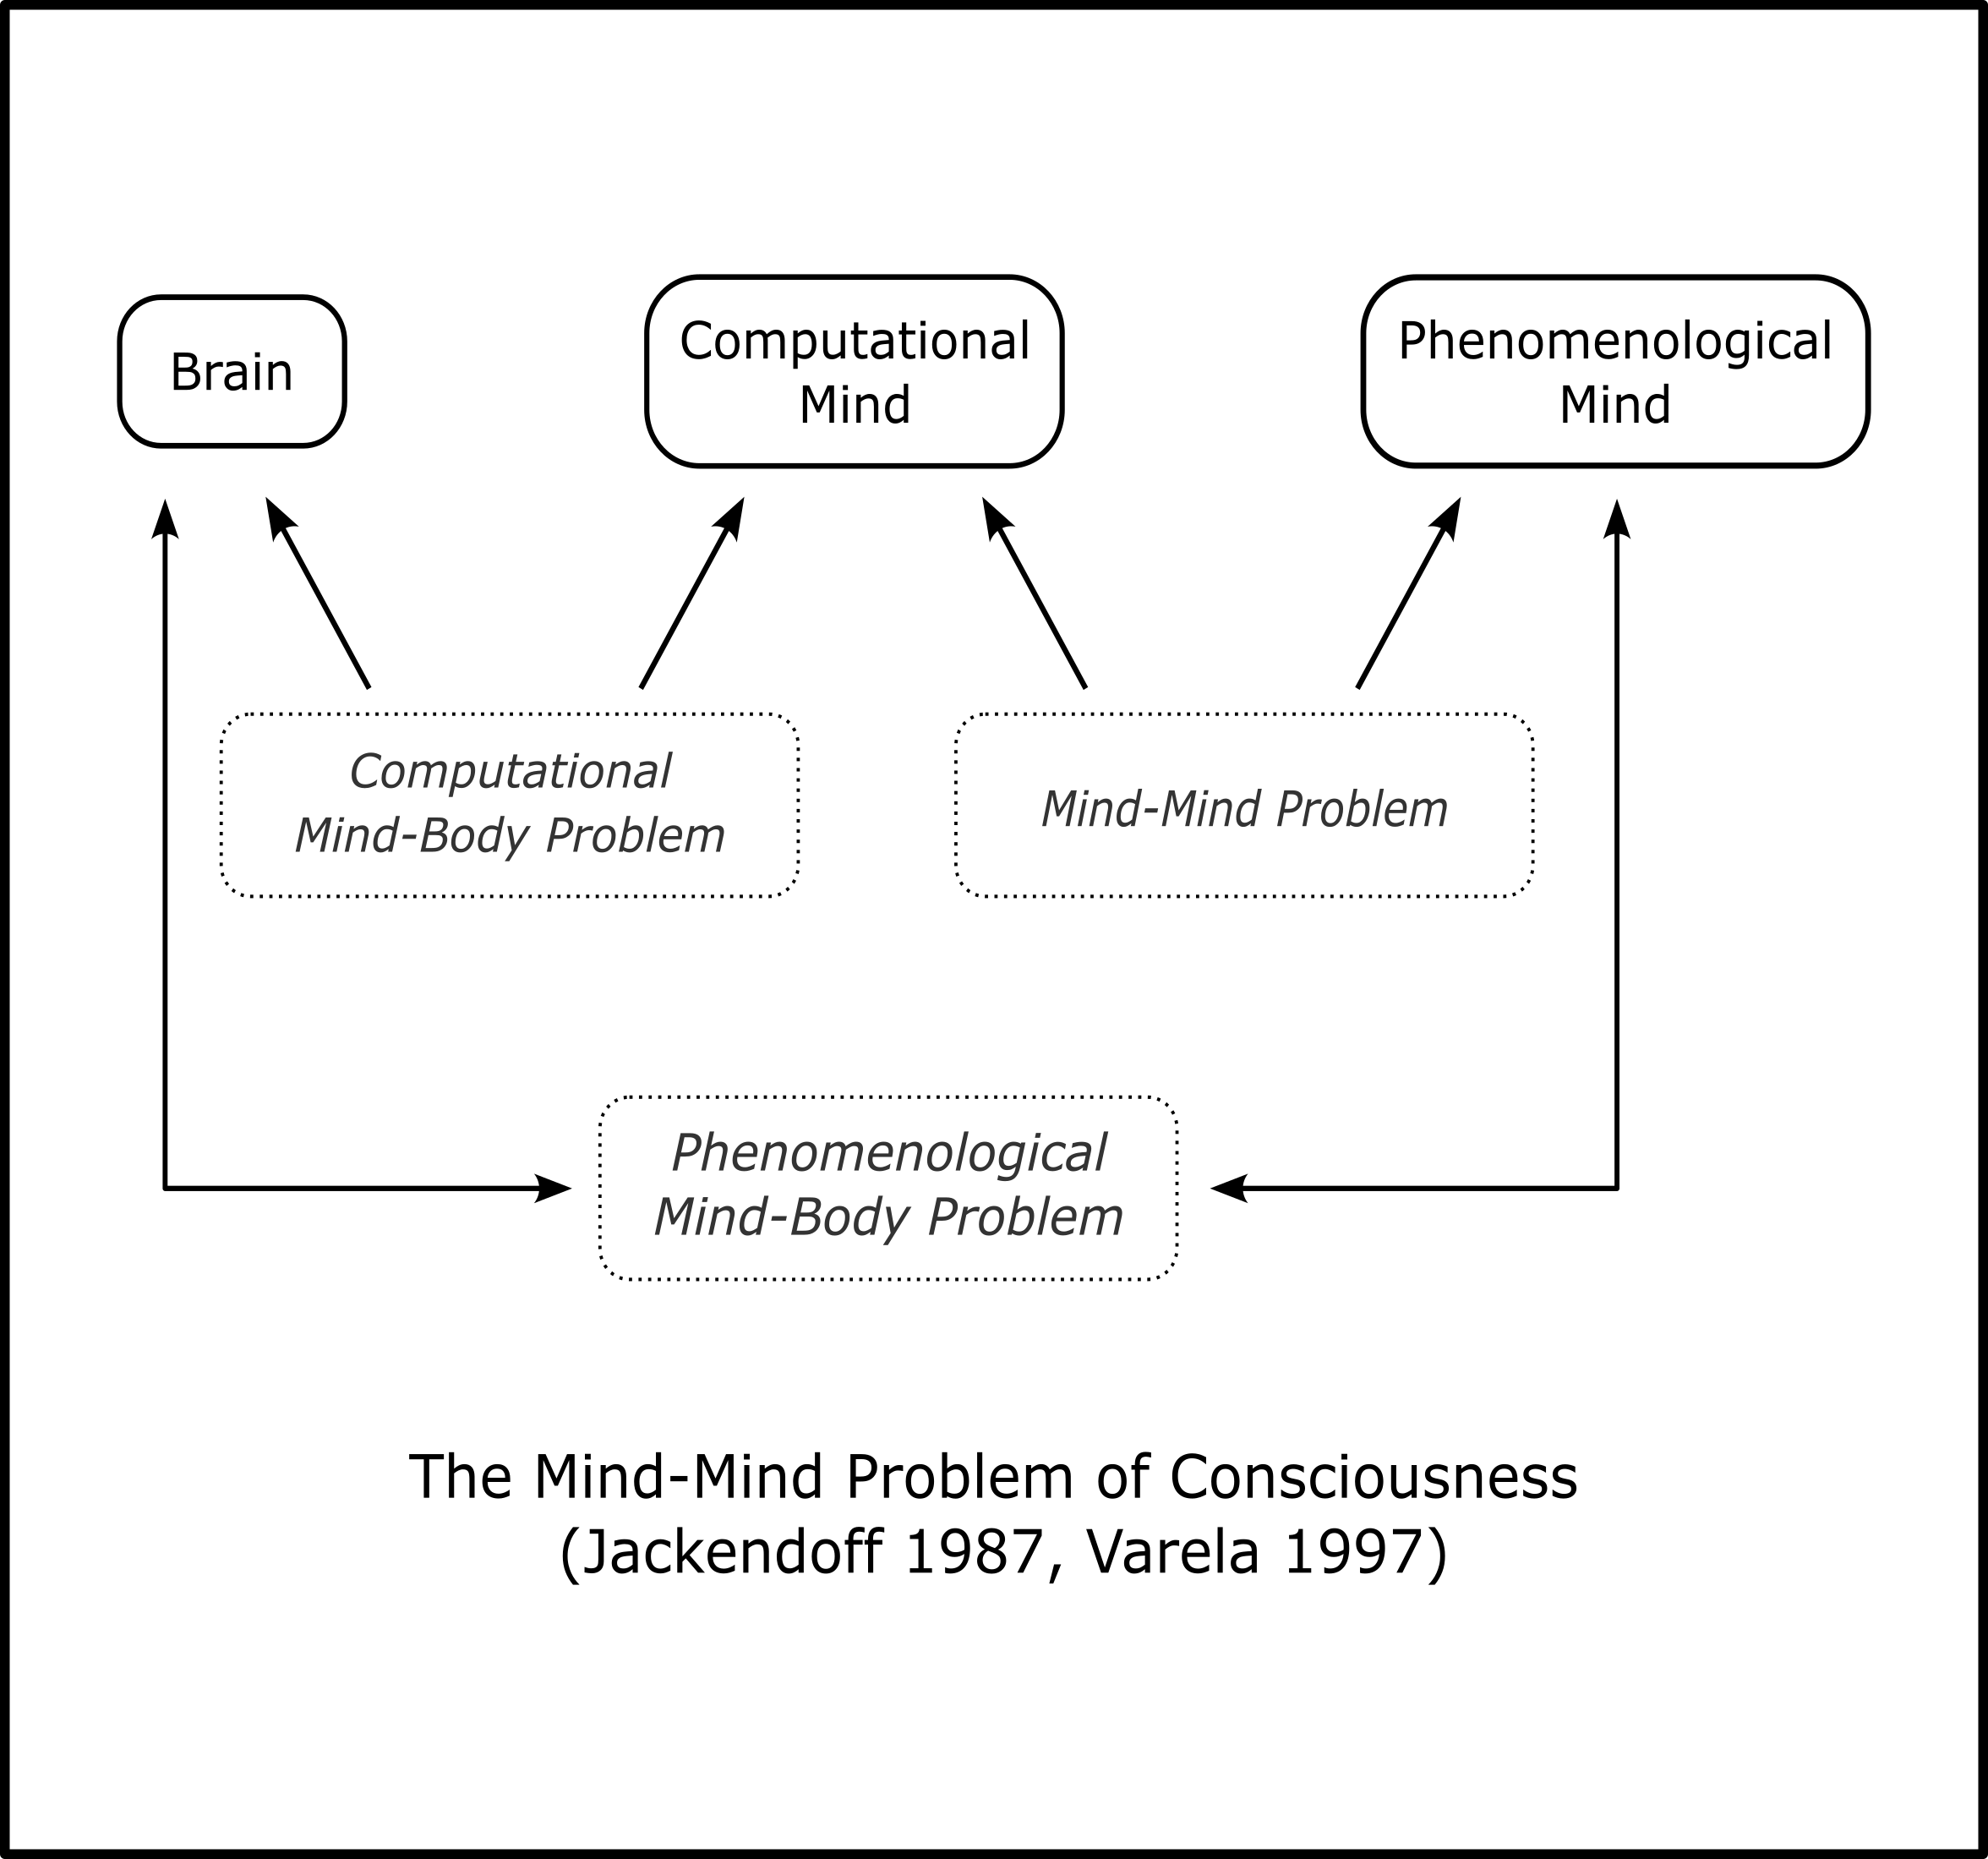 Brain
Computational
Mind
Phenomenological
Mind
Computational
Mind-Body Problem
Mind-Mind Problem
Phenomenological
Mind-Body Problem
The Mind-Mind Problem of Consciousness
(Jackendoff 1987, Varela 1997)